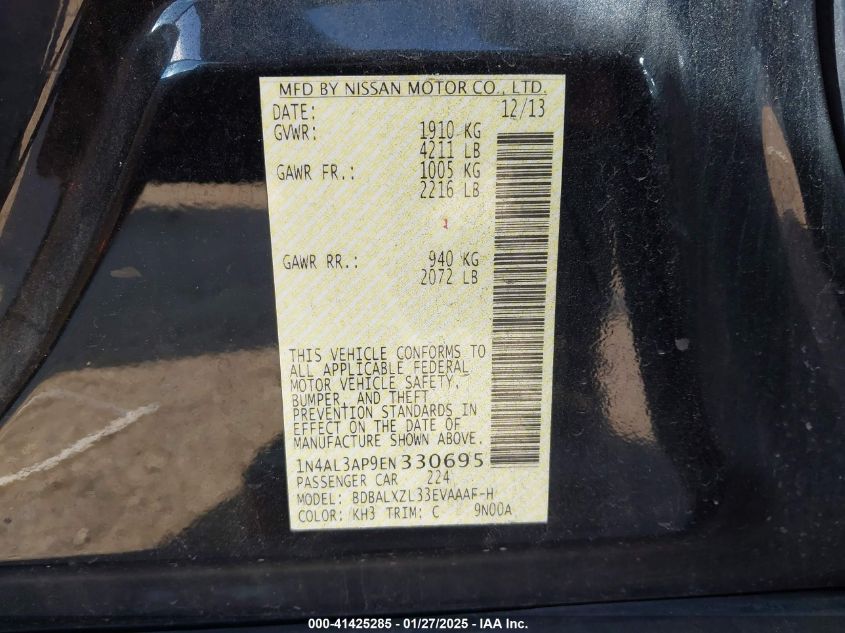 MFD BY NISSAN MOTOR CO., LTD.
DATE: 12/13
GVWR: 1910 KG
4211 LB
GAWR FR.: 1005 KG
2216 LB
1
GAWR RR.: 940 KG
2072 LB
THIS VEHICLE CONFORMS TO
ALL APPLICABLE FEDERAL
MOTOR VEHICLE SAFETY,
BUMPER, AND THEFT
PREVENTION STANDARDS IN
EFFECT ON THE DATE OF
MANUFACTURE SHOWN ABOVE.
1N4AL3AP9EN330695
PASSENGER CAR 224
MODEL: BDBALXZL33EVAAAF-H
COLOR: KH3 TRIM: C 9N00A
000-41425285 - 01/27/2025 - IAA Inc.